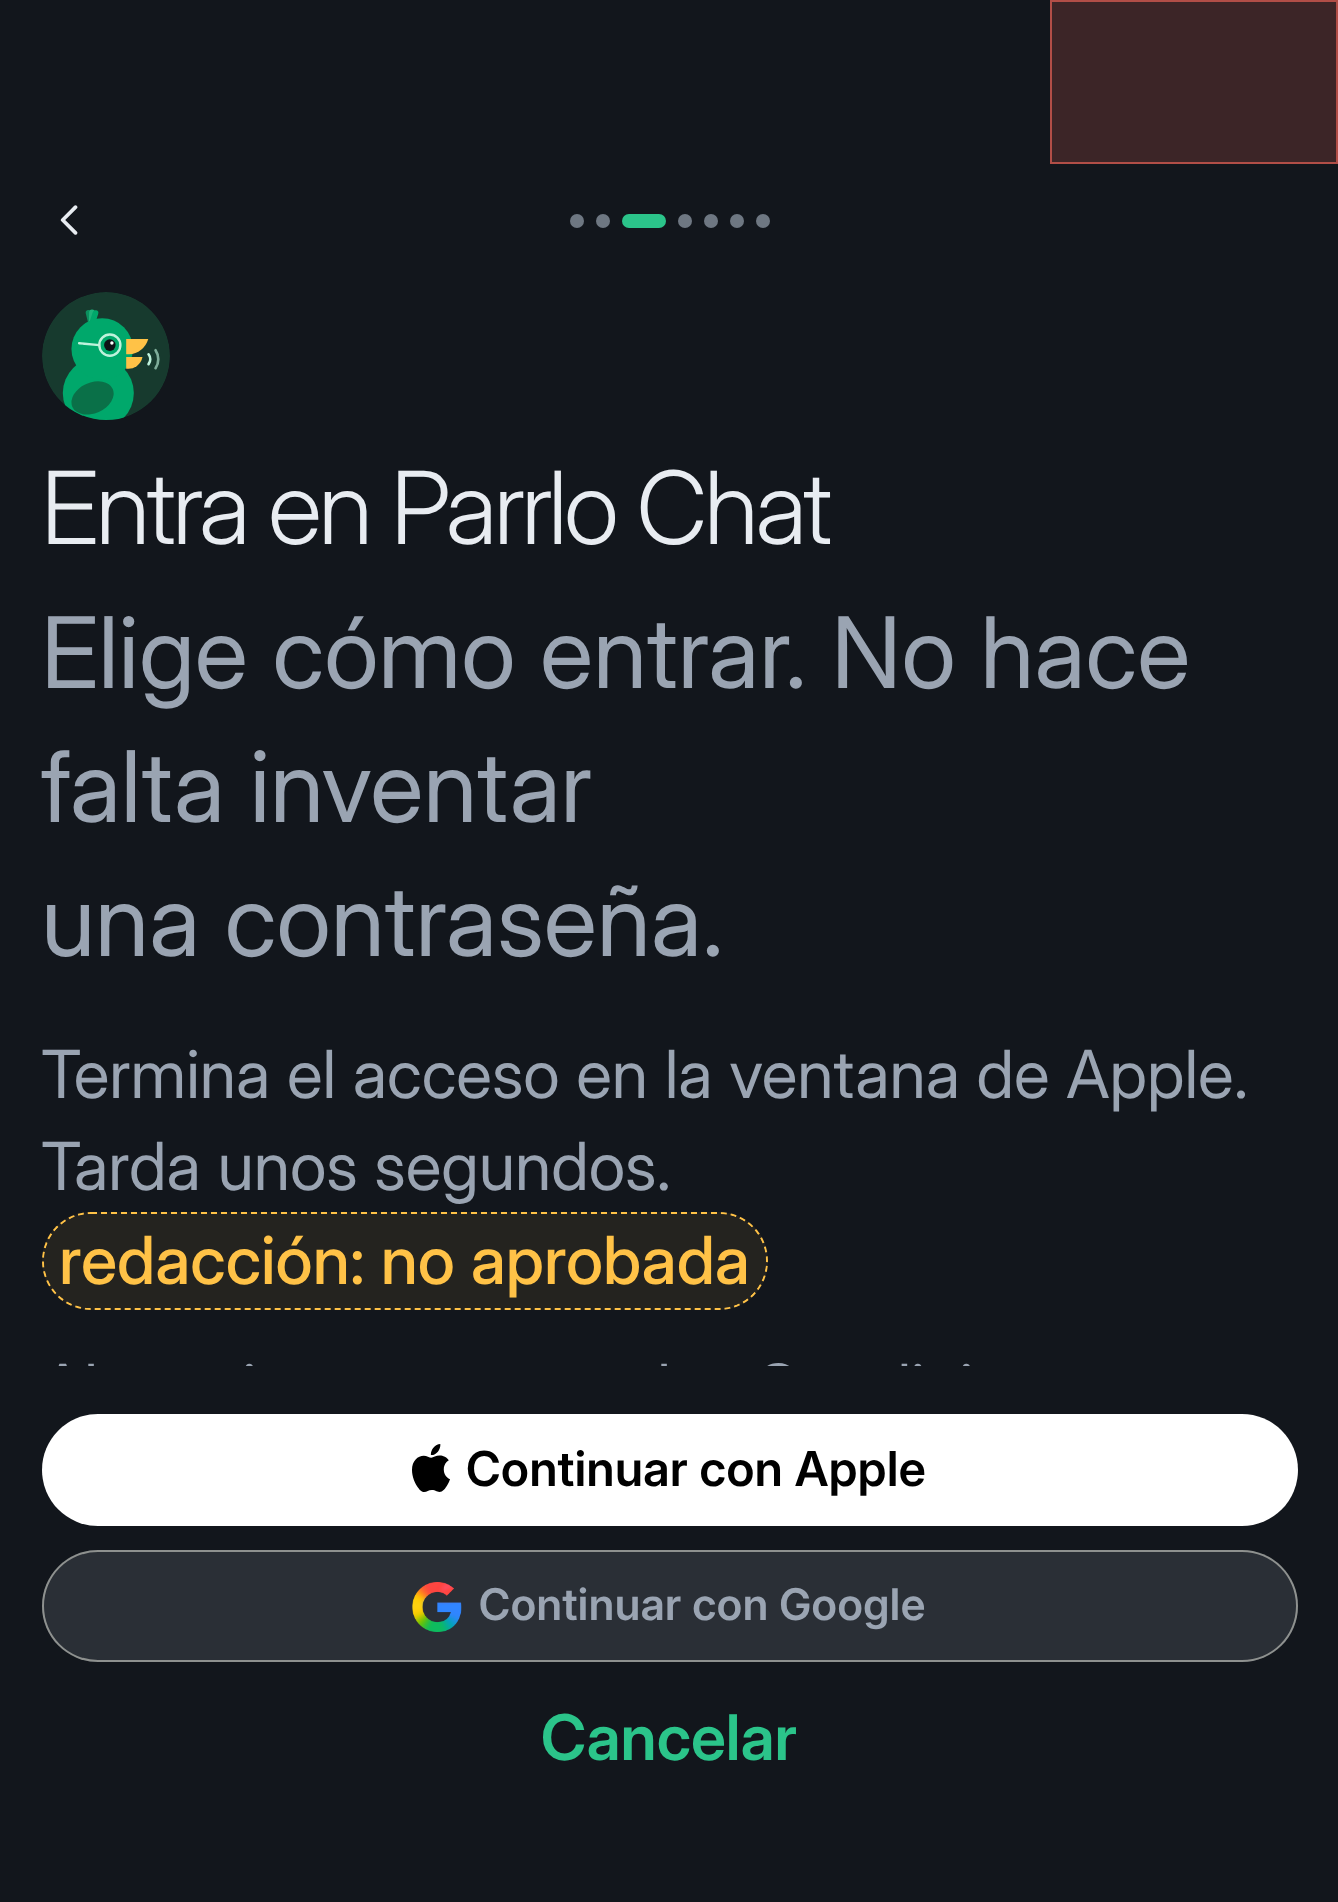 Entra en Parrlo Chat
Elige cómo entrar. No hace
falta inventar
una contraseña.
Termina el acceso en la ventana de Apple.
Tarda unos segundos.
redacción: no aprobada
Continuar con Apple
Continuar con Google
Cancelar